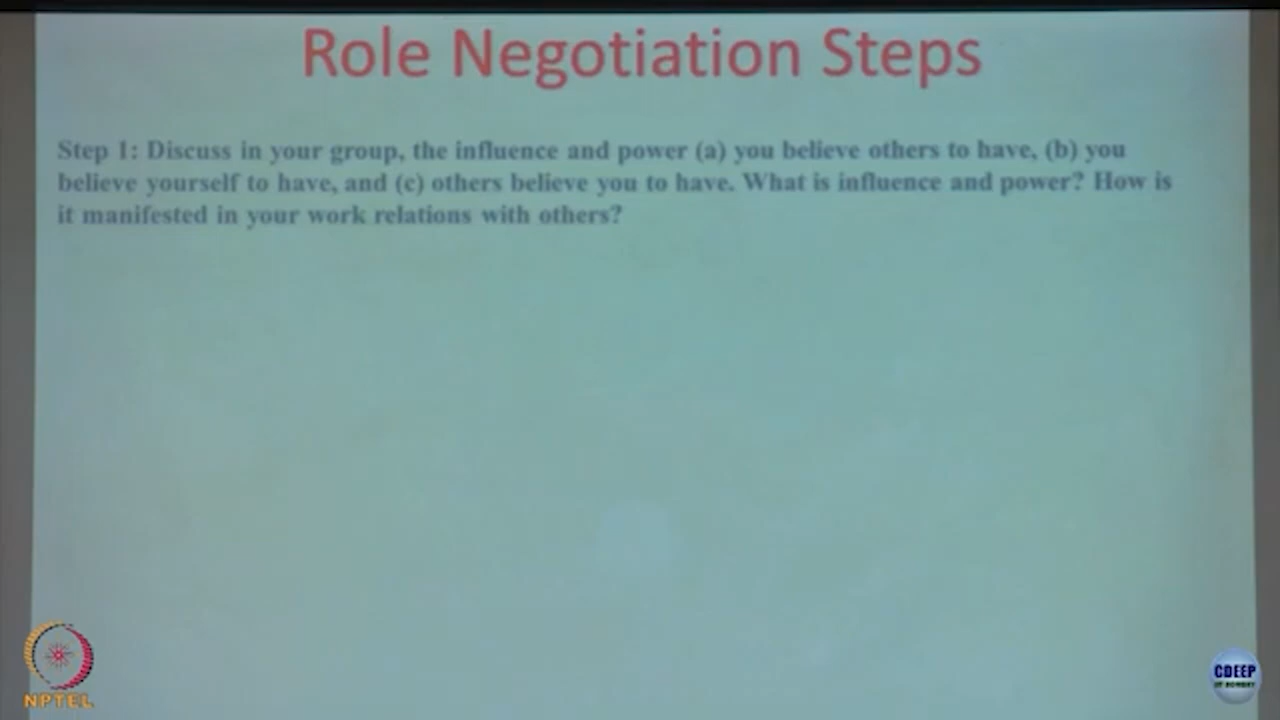 Role Negotiation Steps
Step 1: Discuss in your group, the influence and power (a) you believe others to have, (b) you
believe yourself to have, and (c) others believe you to have. What is influence and power? How is
it manifested in your work relations with others?
NPTEL
CDEEP
IIT BOMBAY